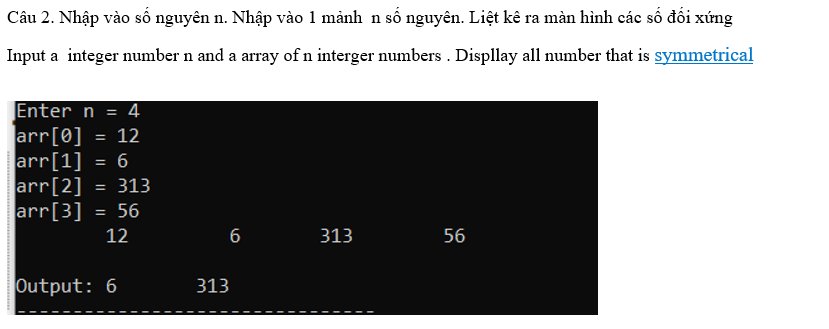 Câu 2. Nhập vào số nguyên n. Nhập vào 1 mảnh n số nguyên. Liệt kê ra màn hình các số đối xứng
Input a integer number n and a array of n interger numbers . Displlay all number that is symmetrical
Enter n = 4
arr[0] = 12
arr[1] = 6
arr[2] = 313
arr[3] = 56
12 6 313 56
Output: 6 313
--------------------------------